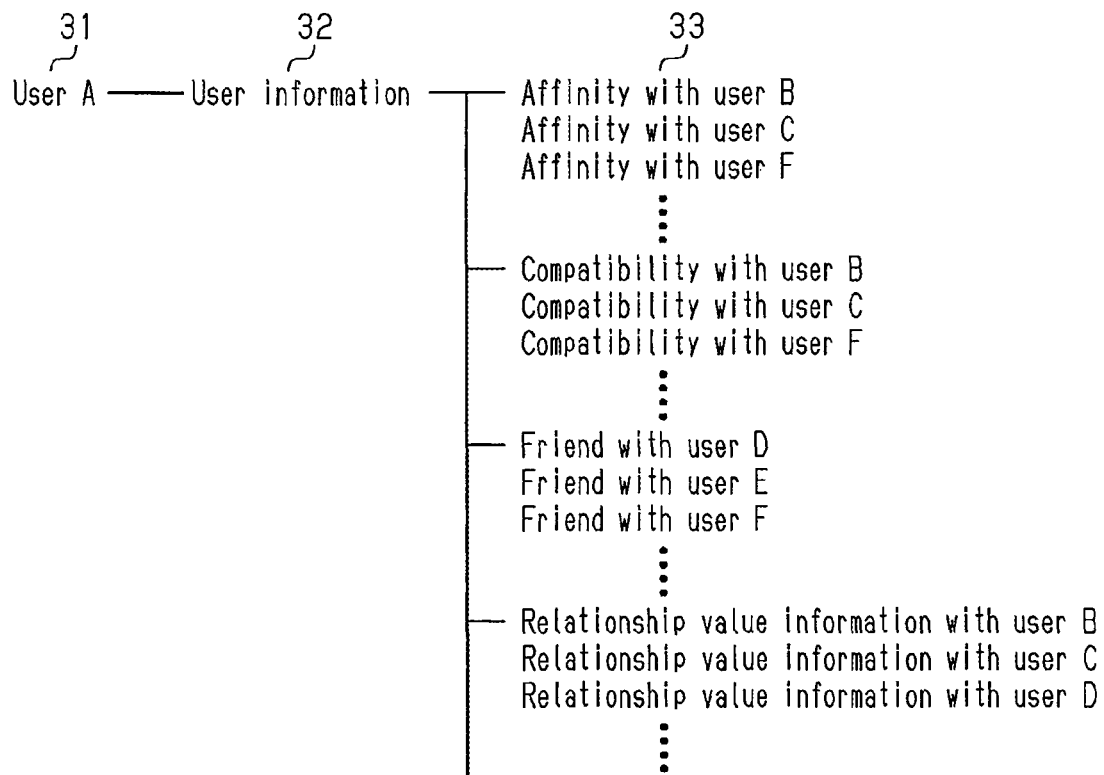 31 32 33
User A User information Affinity with user B
Affinity with user C
Affinity with user F
Compatibility with user B
Compatibility with user C
Compatibility with user F
Friend with user D
Friend with user E
Friend with user F
Relationship value information with user B
Relationship value information with user C
Relationship value information with user D